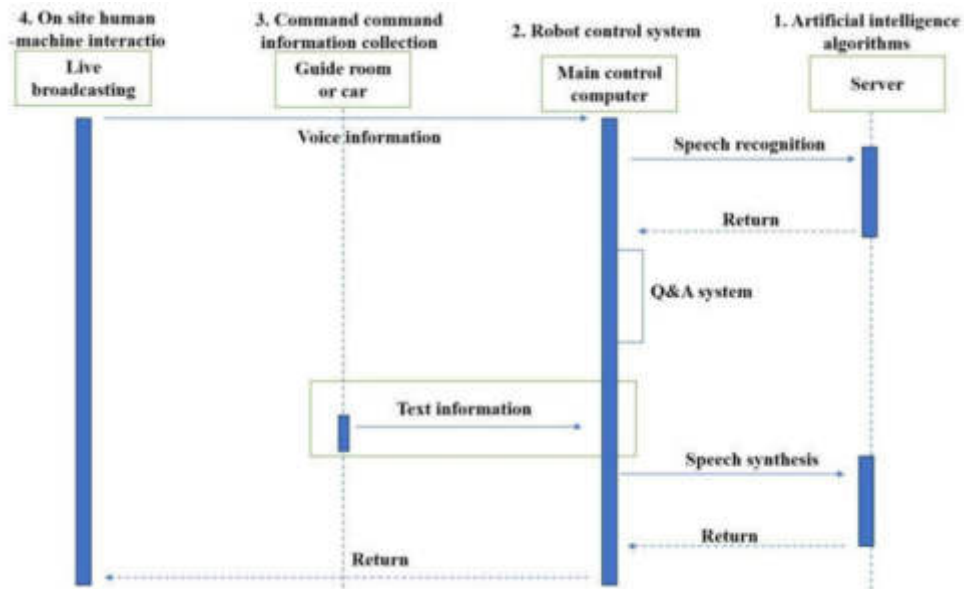 4. On site human
-machine interactio
3. Command command
information collection
2. Robot control system
1. Artificial intelligence
algorithms
Live
broadcasting
Guide room
or car
Main control
computer
Server
Voice information
Speech recognition
Return
Q&A system
Text information
Speech synthesis
Return
Return